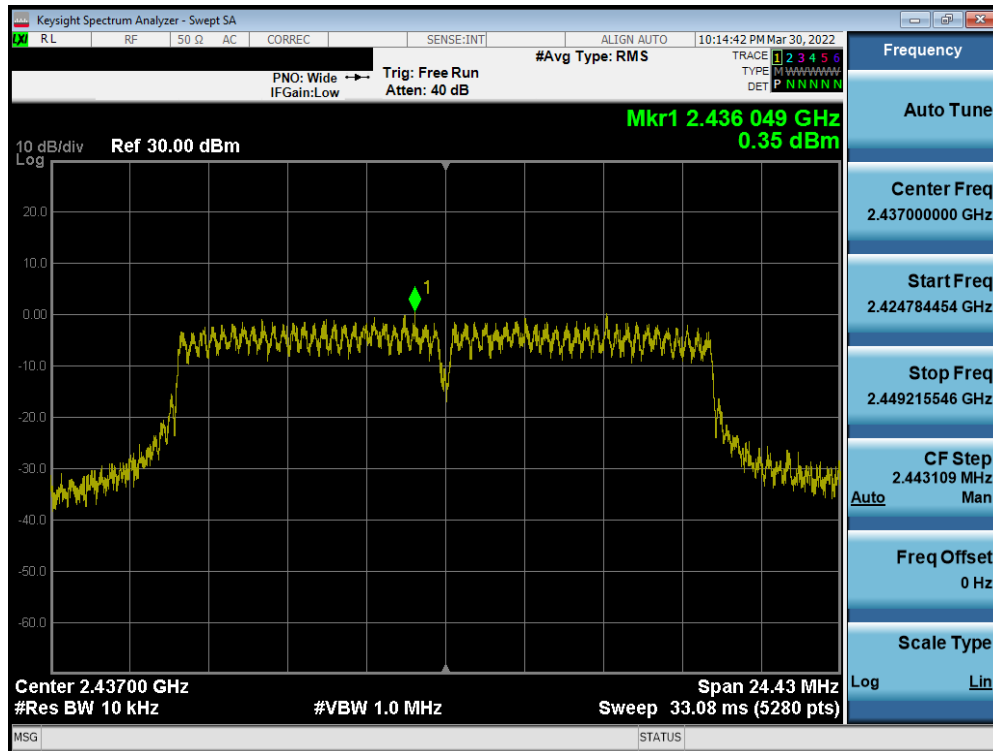 Keysight Spectrum Analyzer - Swept SA
LXI RL RF 50 Ω AC CORREC SENSE:INT ALIGN AUTO 10:14:42 PM Mar 30, 2022
#Avg Type: RMS TRACE 1 2 3 4 5 6
PNO: Wide Trig: Free Run TYPE M WWWWW
IFGain:Low Atten: 40 dB DET P N N N N N
Mkr1 2.436 049 GHz
0.35 dBm
10 dB/div Ref 30.00 dBm
Log
20.0
10.0
1
0.00
-10.0
-20.0
-30.0
-40.0
-50.0
-60.0
Center 2.43700 GHz Span 24.43 MHz
#Res BW 10 kHz #VBW 1.0 MHz Sweep 33.08 ms (5280 pts)
MSG STATUS
Frequency
Auto Tune
Center Freq
2.437000000 GHz
Start Freq
2.424784454 GHz
Stop Freq
2.449215546 GHz
CF Step
2.443109 MHz
Auto Man
Freq Offset
0 Hz
Scale Type
Log Lin